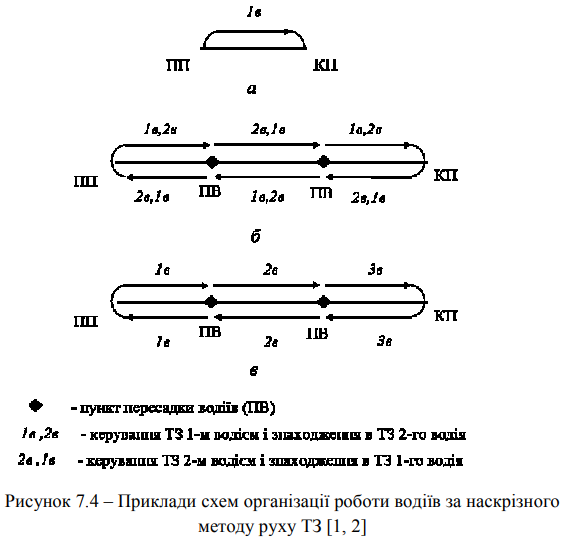 1в
ПП КП
а
1в,2в 2в,1в 1в,2в
ПП КП
2в,1в ПВ 1в,2в ПВ 2в,1в
б
1в 2в 3в
ПП КП
1в ПВ 2в ПВ 3в
в
- пункт пересадки водіїв (ПВ)
1в ,2в - керування ТЗ 1-м водієм і знаходження в ТЗ 2-го водія
2в ,1в - керування ТЗ 2-м водієм і знаходження в ТЗ 1-го водія
Рисунок 7.4 – Приклади схем організації роботи водіїв за наскрізного
методу руху ТЗ [1, 2]